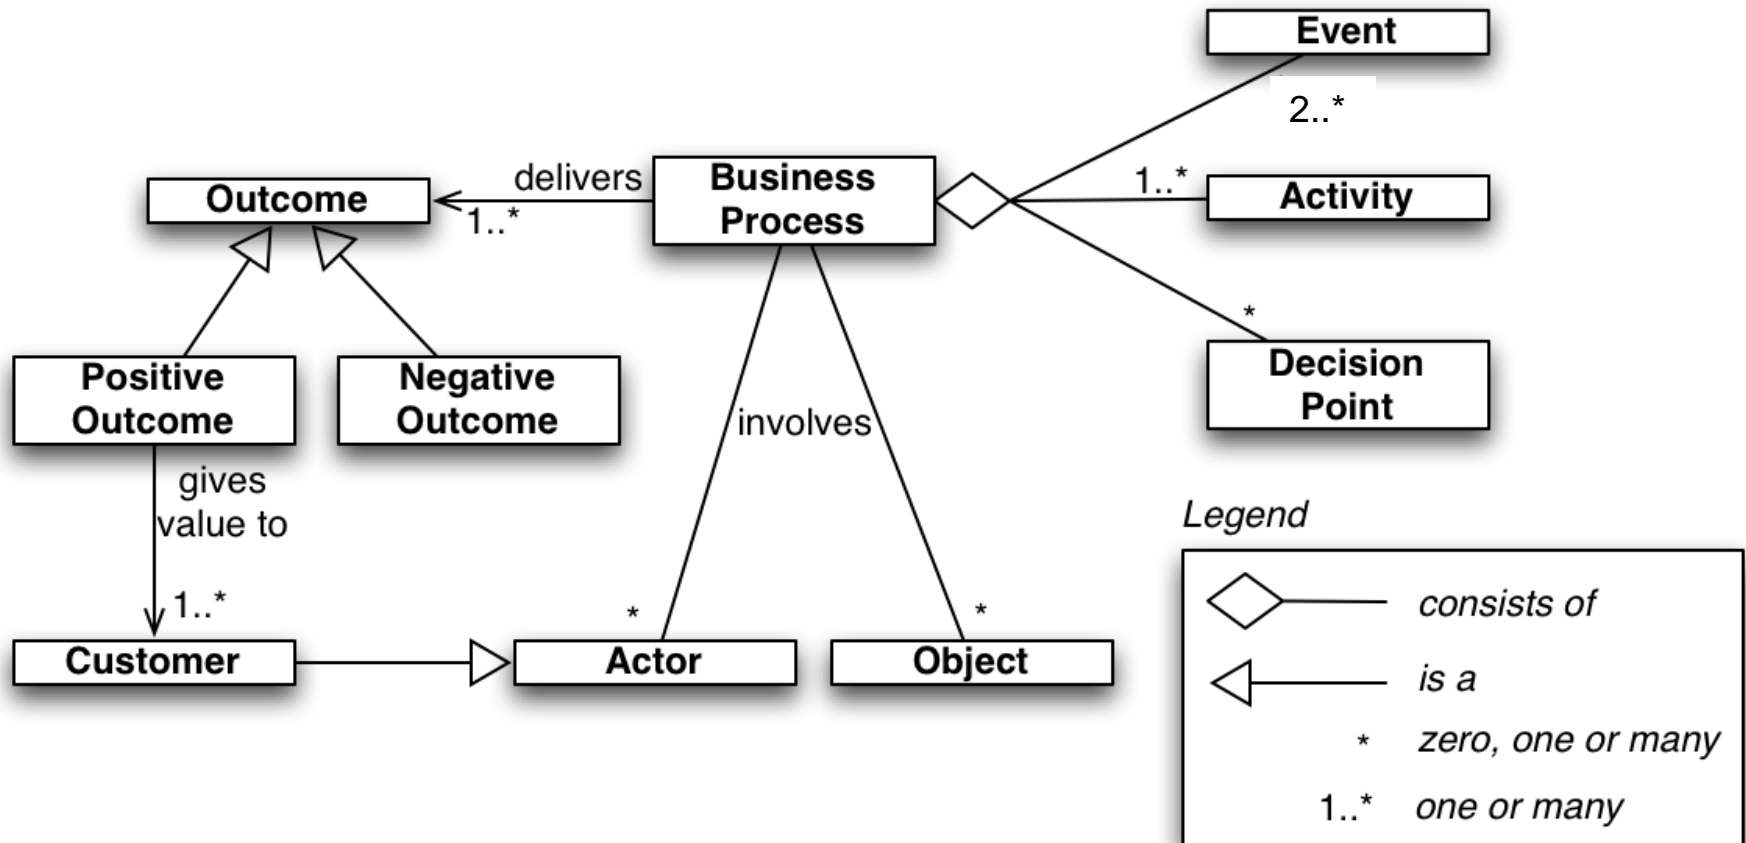 Event
2..*
Business
Process
delivers
1..*
Outcome
1..*
Activity
*
Decision
Point
Positive
Outcome
Negative
Outcome
involves
gives
value to
1..*
*
*
Customer
Actor
Object
Legend
consists of
is a
* zero, one or many
1..* one or many